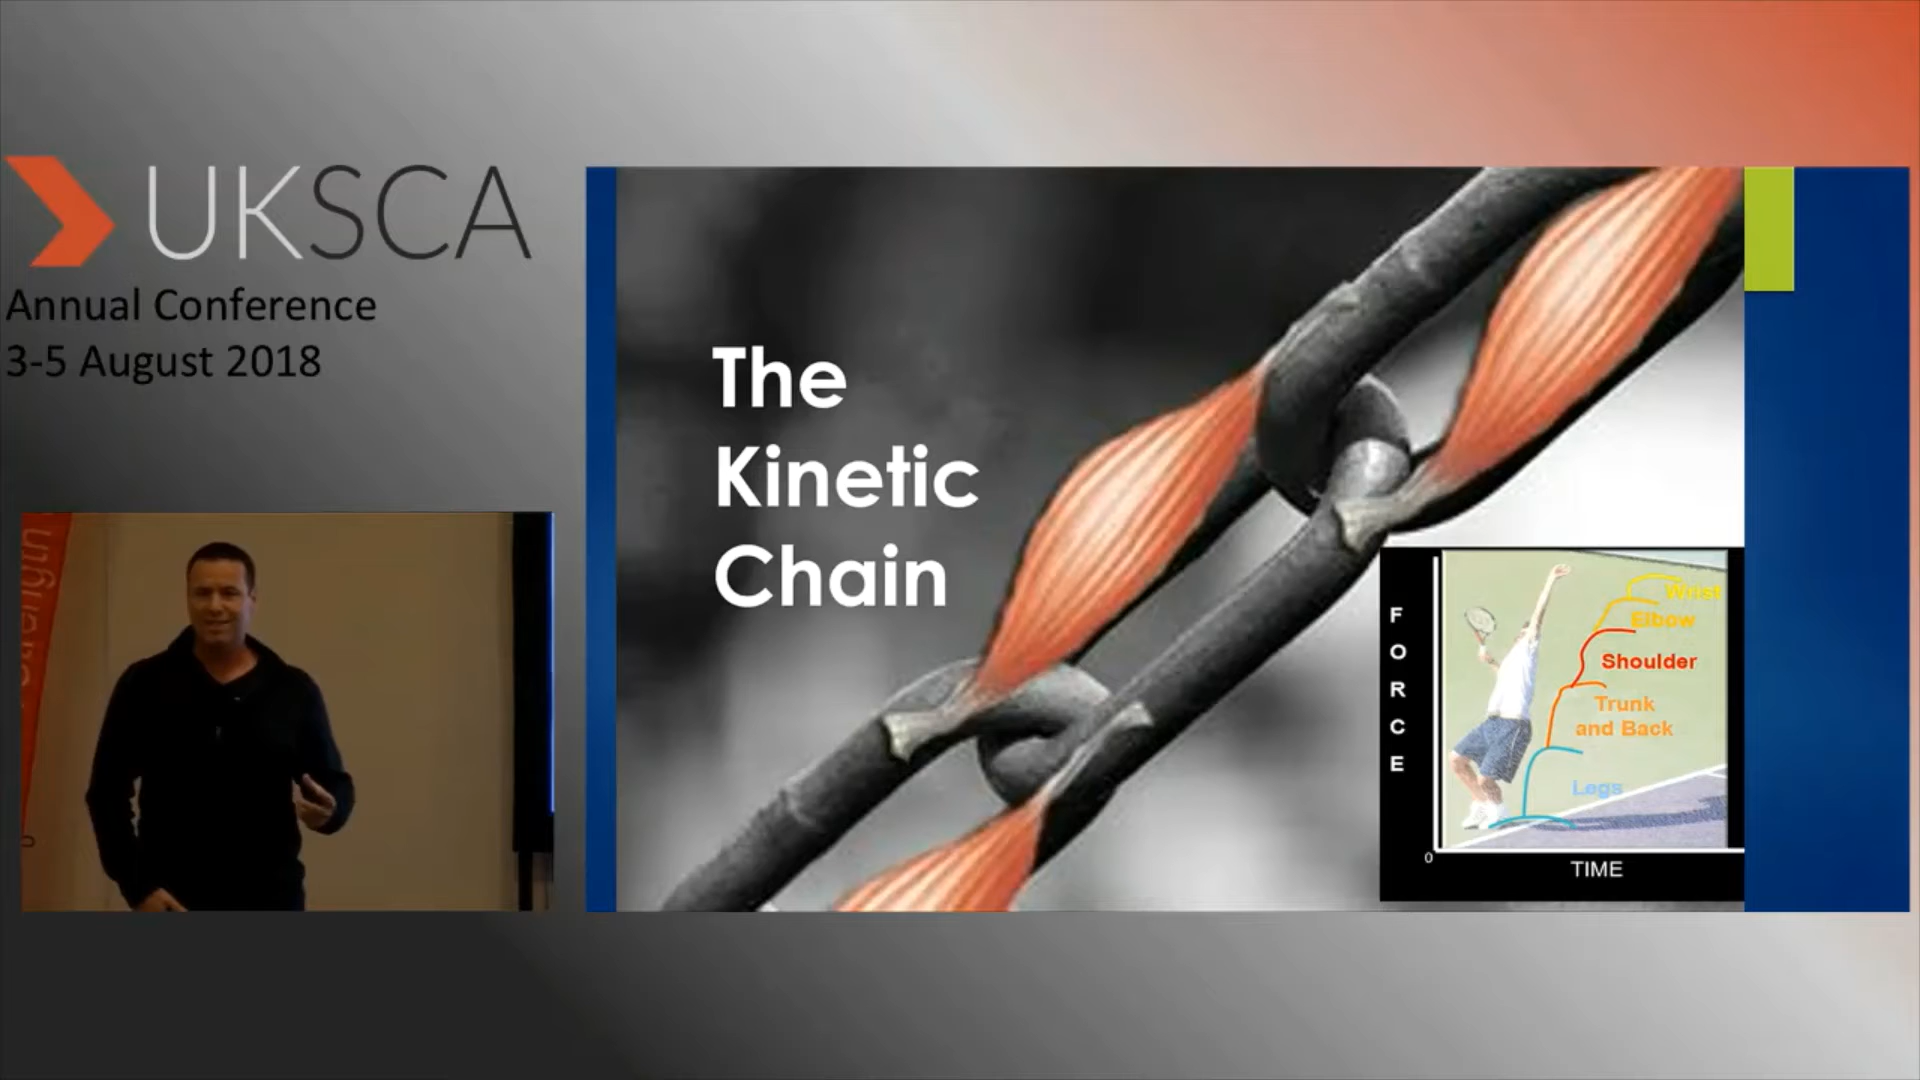 UKSCA
Annual Conference
3-5 August 2018
The
Kinetic
Chain
FORCE
Wrist
Elbow
Shoulder
Trunk
and Back
Legs
0
TIME